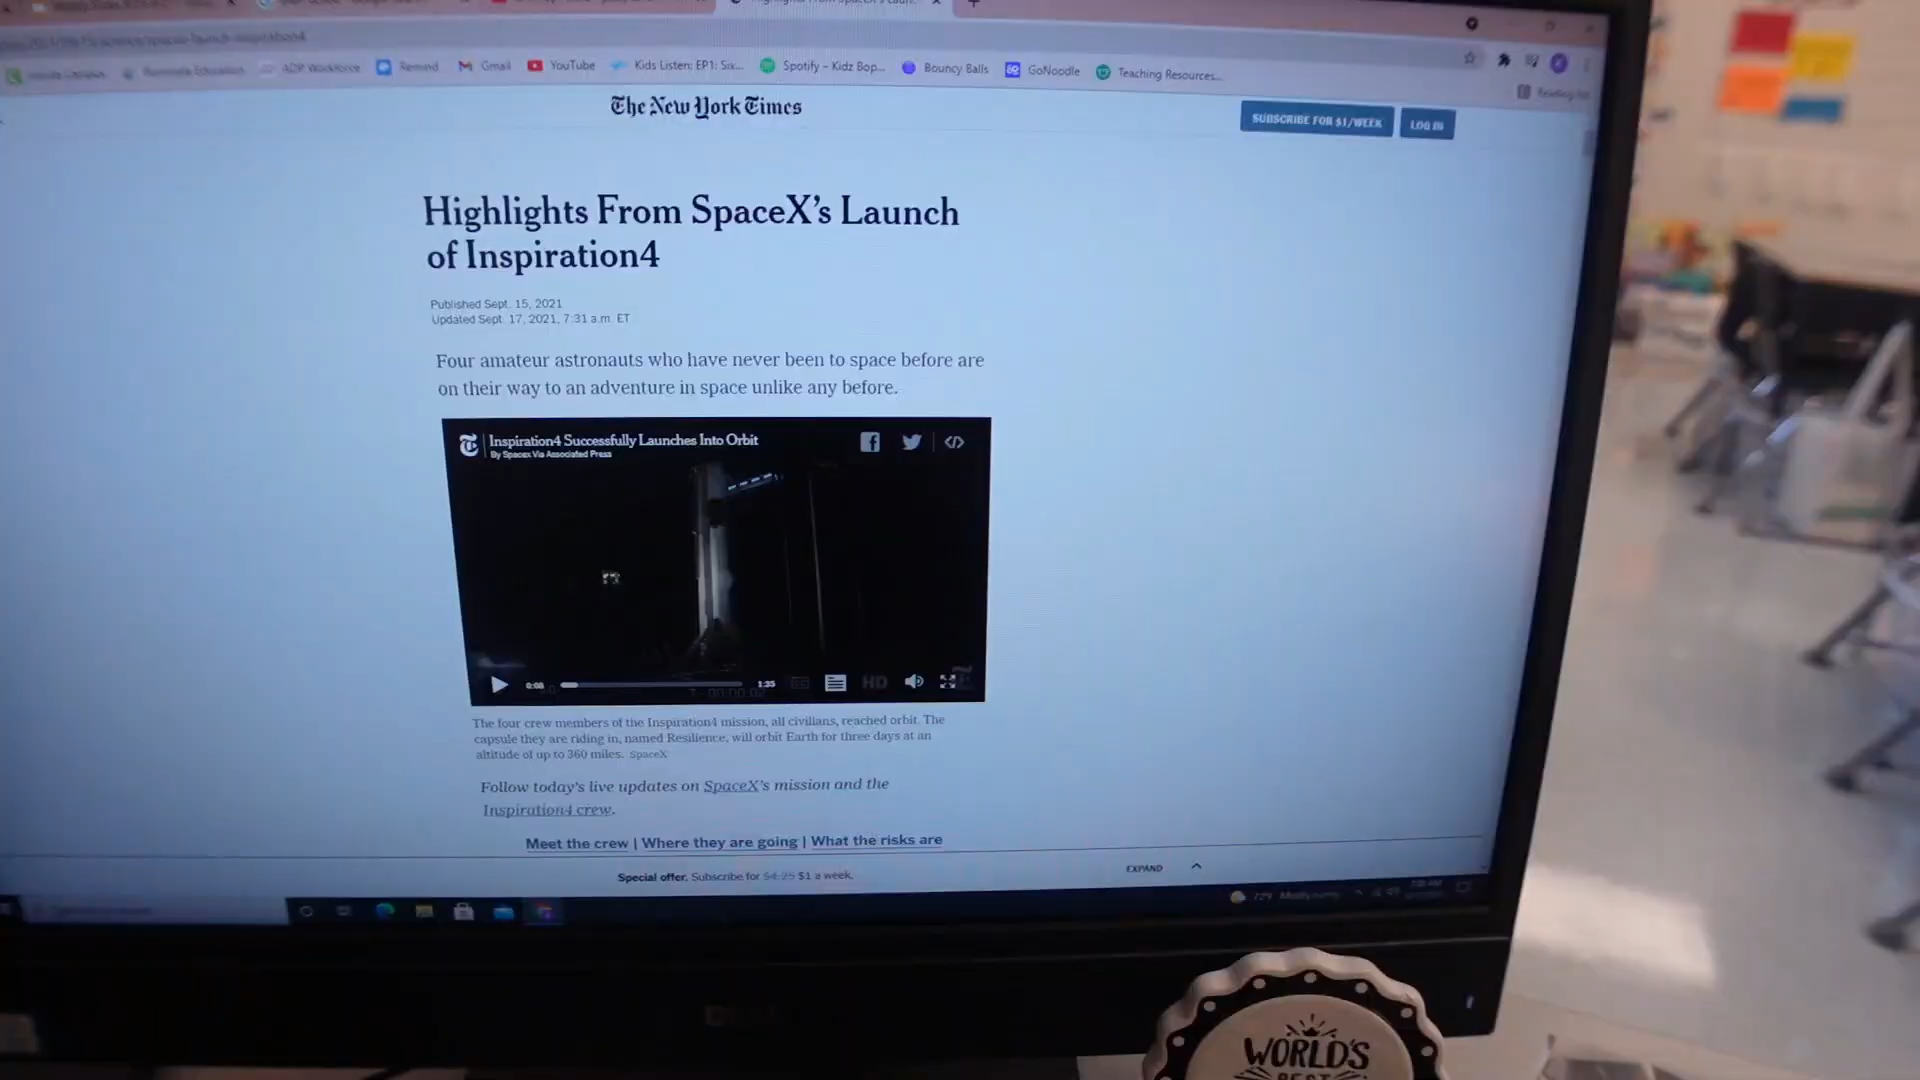 Remind
Gmail
YouTube
Kids Listen: EP1: Six...
Spotify – Kidz Bop...
Bouncy Balls
GoNoodle
Teaching Resources...
Reading list
The New York Times
SUBSCRIBE FOR $1/WEEK
LOG IN
Highlights From SpaceX's Launch
of Inspiration4
Published Sept. 15, 2021
Updated Sept. 17, 2021, 7:31 a.m. ET
Four amateur astronauts who have never been to space before are
on their way to an adventure in space unlike any before.
Inspiration4 Successfully Launches Into Orbit
By Spacex Via Associated Press
0:08
1:35
HD
The four crew members of the Inspiration4 mission, all civilians, reached orbit. The
capsule they are riding in, named Resilience, will orbit Earth for three days at an
altitude of up to 360 miles. SpaceX
Follow today's live updates on SpaceX's mission and the
Inspiration4 crew.
Meet the crew | Where they are going | What the risks are
Special offer. Subscribe for $4.25 $1 a week.
EXPAND
WORLD'S
BEST